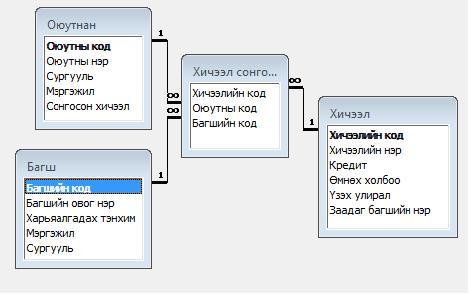 Оюутнан
Оюутны код
Оюутны нэр
Сургууль
Мэргэжил
Сонгосон хичээл
1
Хичээл сонго...
Хичээлийн код
Оюутны код
Багшийн код
∞
∞
∞
1
Хичээл
Хичээлийн код
Хичээлийн нэр
Кредит
Өмнөх холбоо
Үзэх улирал
Заадаг багшийн нэр
Багш
Багшийн код
Багшийн овог нэр
Харьяалгадах тэнхим
Мэргэжил
Сургууль
1